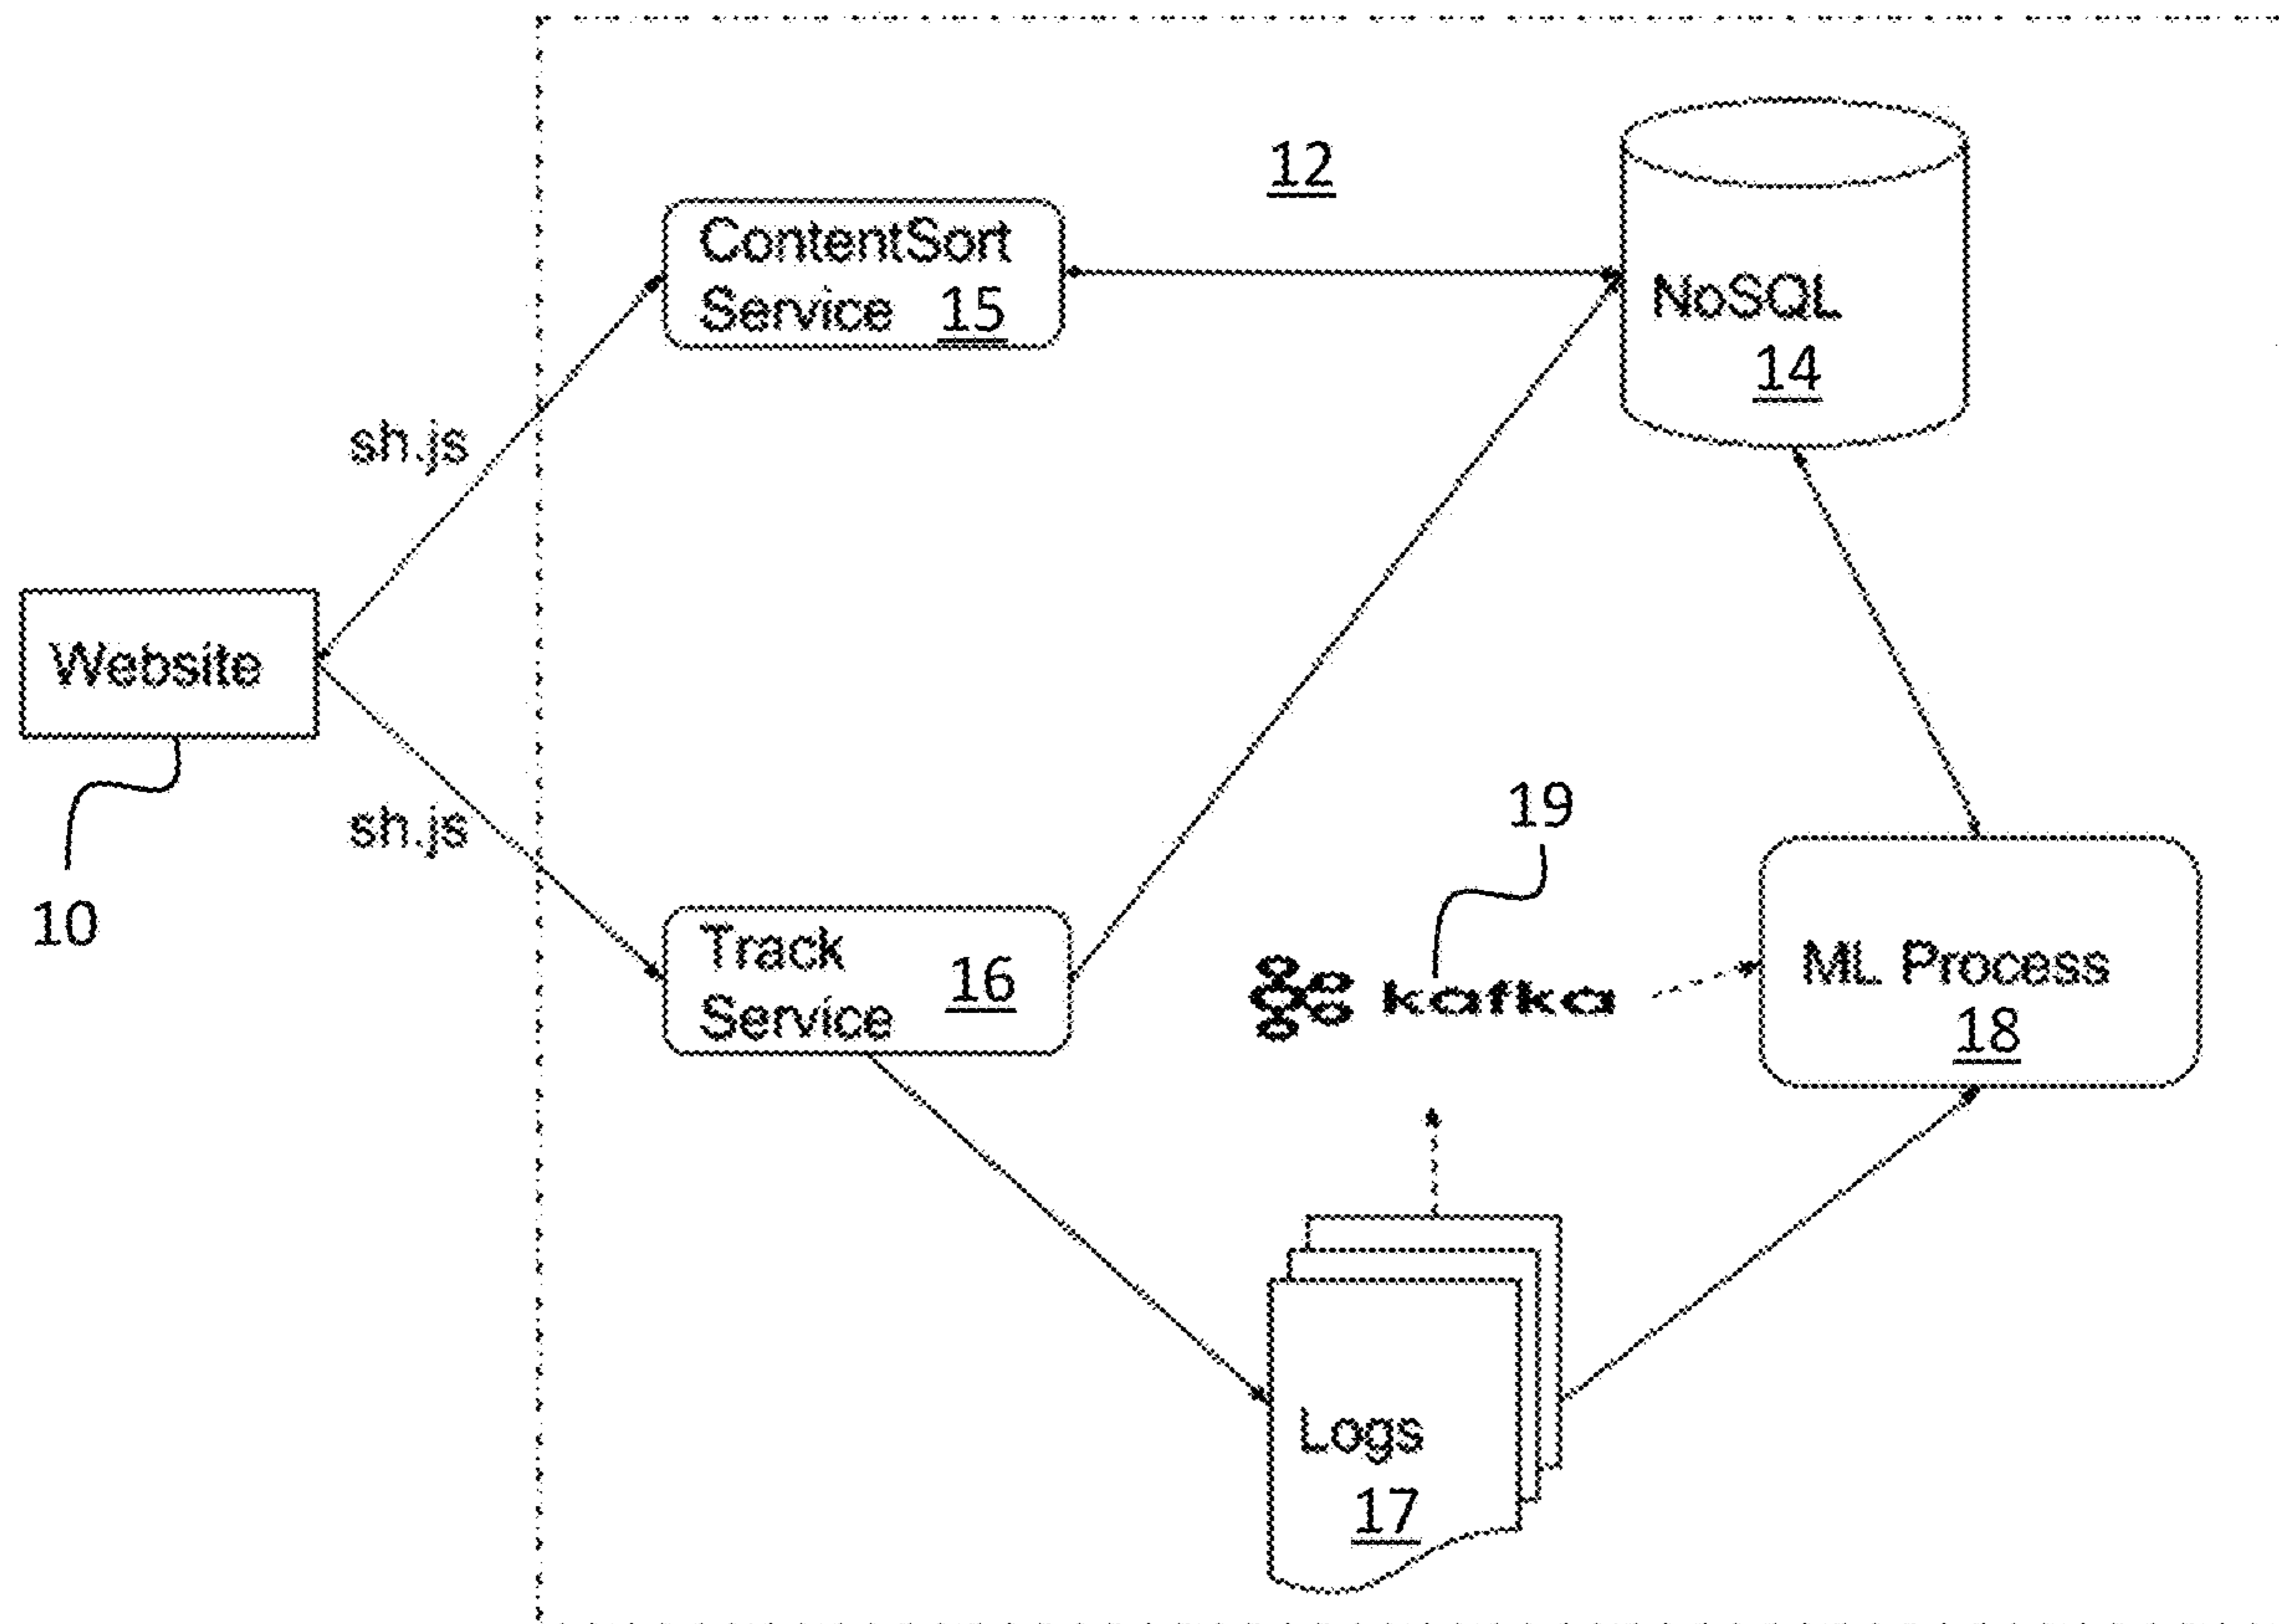 12
ContentSort
Service 15
NoSQL
14
sh.js
Website
10
sh.js
19
Track
Service 16
kafka
ML Process
18
Logs
17